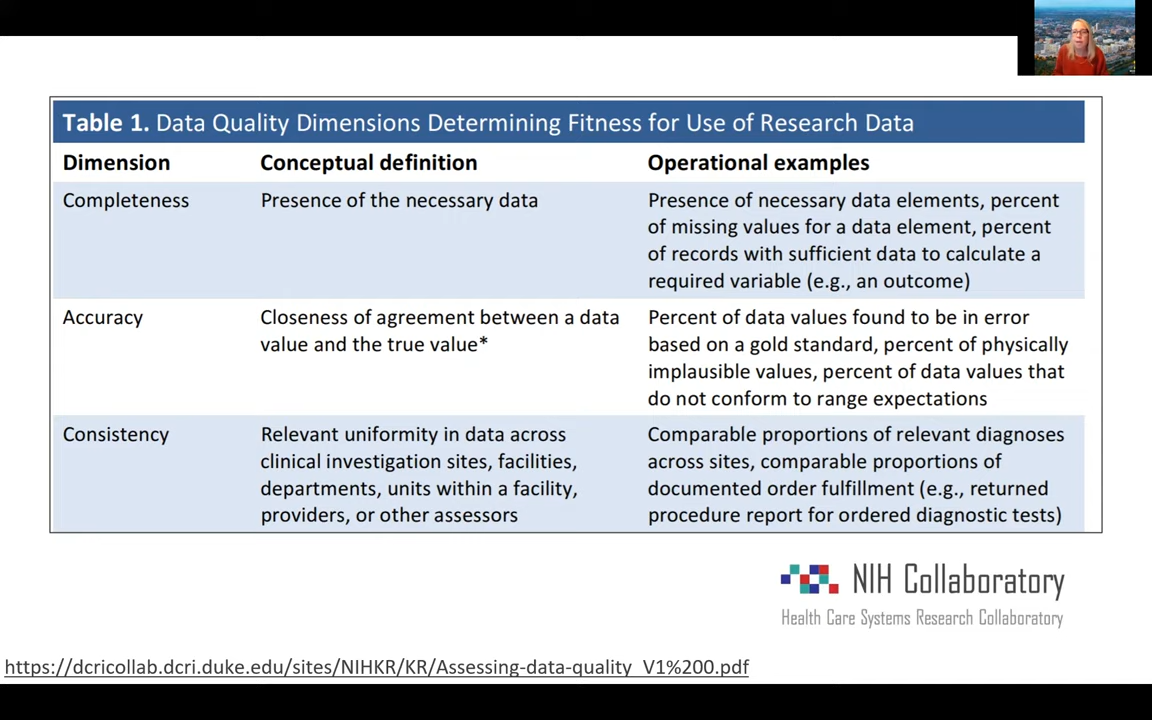 Table 1. Data Quality Dimensions Determining Fitness for Use of Research Data
Dimension Conceptual definition Operational examples
Completeness Presence of the necessary data Presence of necessary data elements, percent
of missing values for a data element, percent
of records with sufficient data to calculate a
required variable (e.g., an outcome)
Accuracy Closeness of agreement between a data Percent of data values found to be in error
value and the true value* based on a gold standard, percent of physically
implausible values, percent of data values that
do not conform to range expectations
Consistency Relevant uniformity in data across Comparable proportions of relevant diagnoses
clinical investigation sites, facilities, across sites, comparable proportions of
departments, units within a facility, documented order fulfillment (e.g., returned
providers, or other assessors procedure report for ordered diagnostic tests)
NIH Collaboratory
Health Care Systems Research Collaboratory
https://dcricollab.dcri.duke.edu/sites/NIHKR/KR/Assessing-data-quality_V1%200.pdf